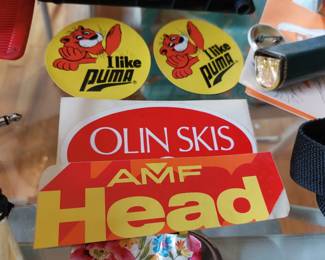 I like
PUMA
I like
PUMA
OLIN SKIS
AMF
Head